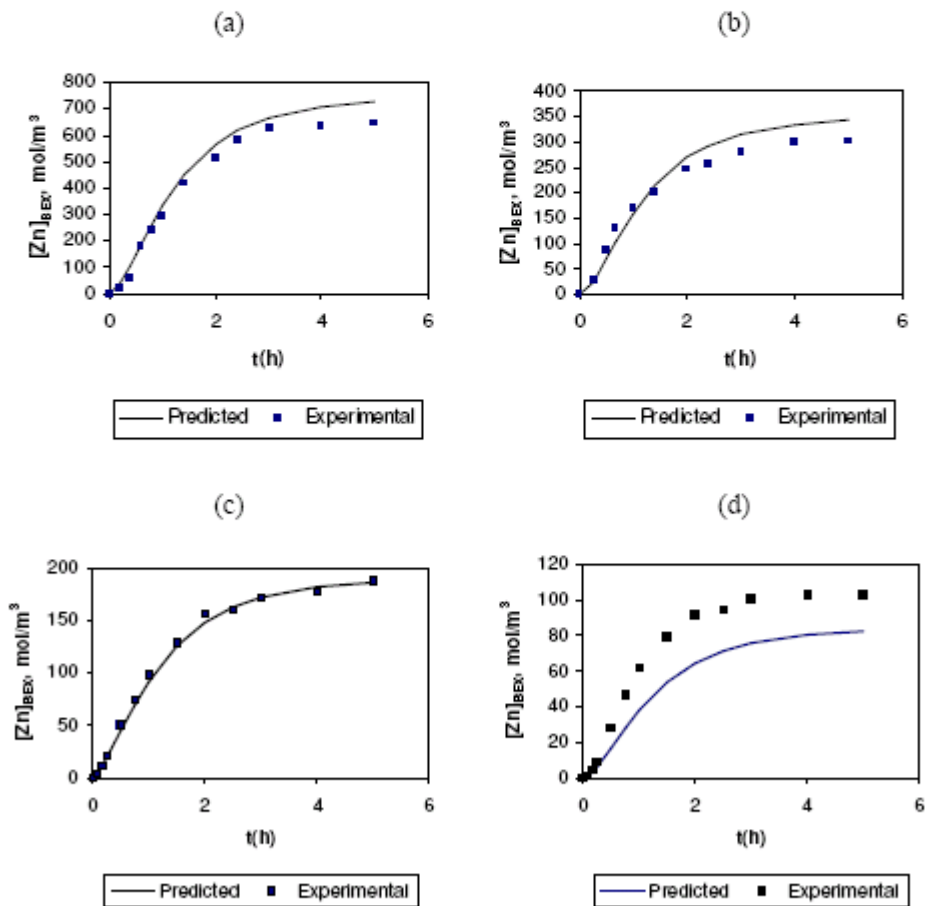 (a)
[Zn]BEX, mol/m³
800
700
600
500
400
300
200
100
0
0 2 4 6
t(h)
Predicted Experimental
(b)
[Zn]BEX, mol/m³
400
350
300
250
200
150
100
50
0
0 2 4 6
t(h)
Predicted Experimental
(c)
[Zn]BEX, mol/m³
200
150
100
50
0
0 2 4 6
t(h)
Predicted Experimental
(d)
[Zn]BEX, mol/m³
120
100
80
60
40
20
0
0 2 4 6
t(h)
Predicted Experimental